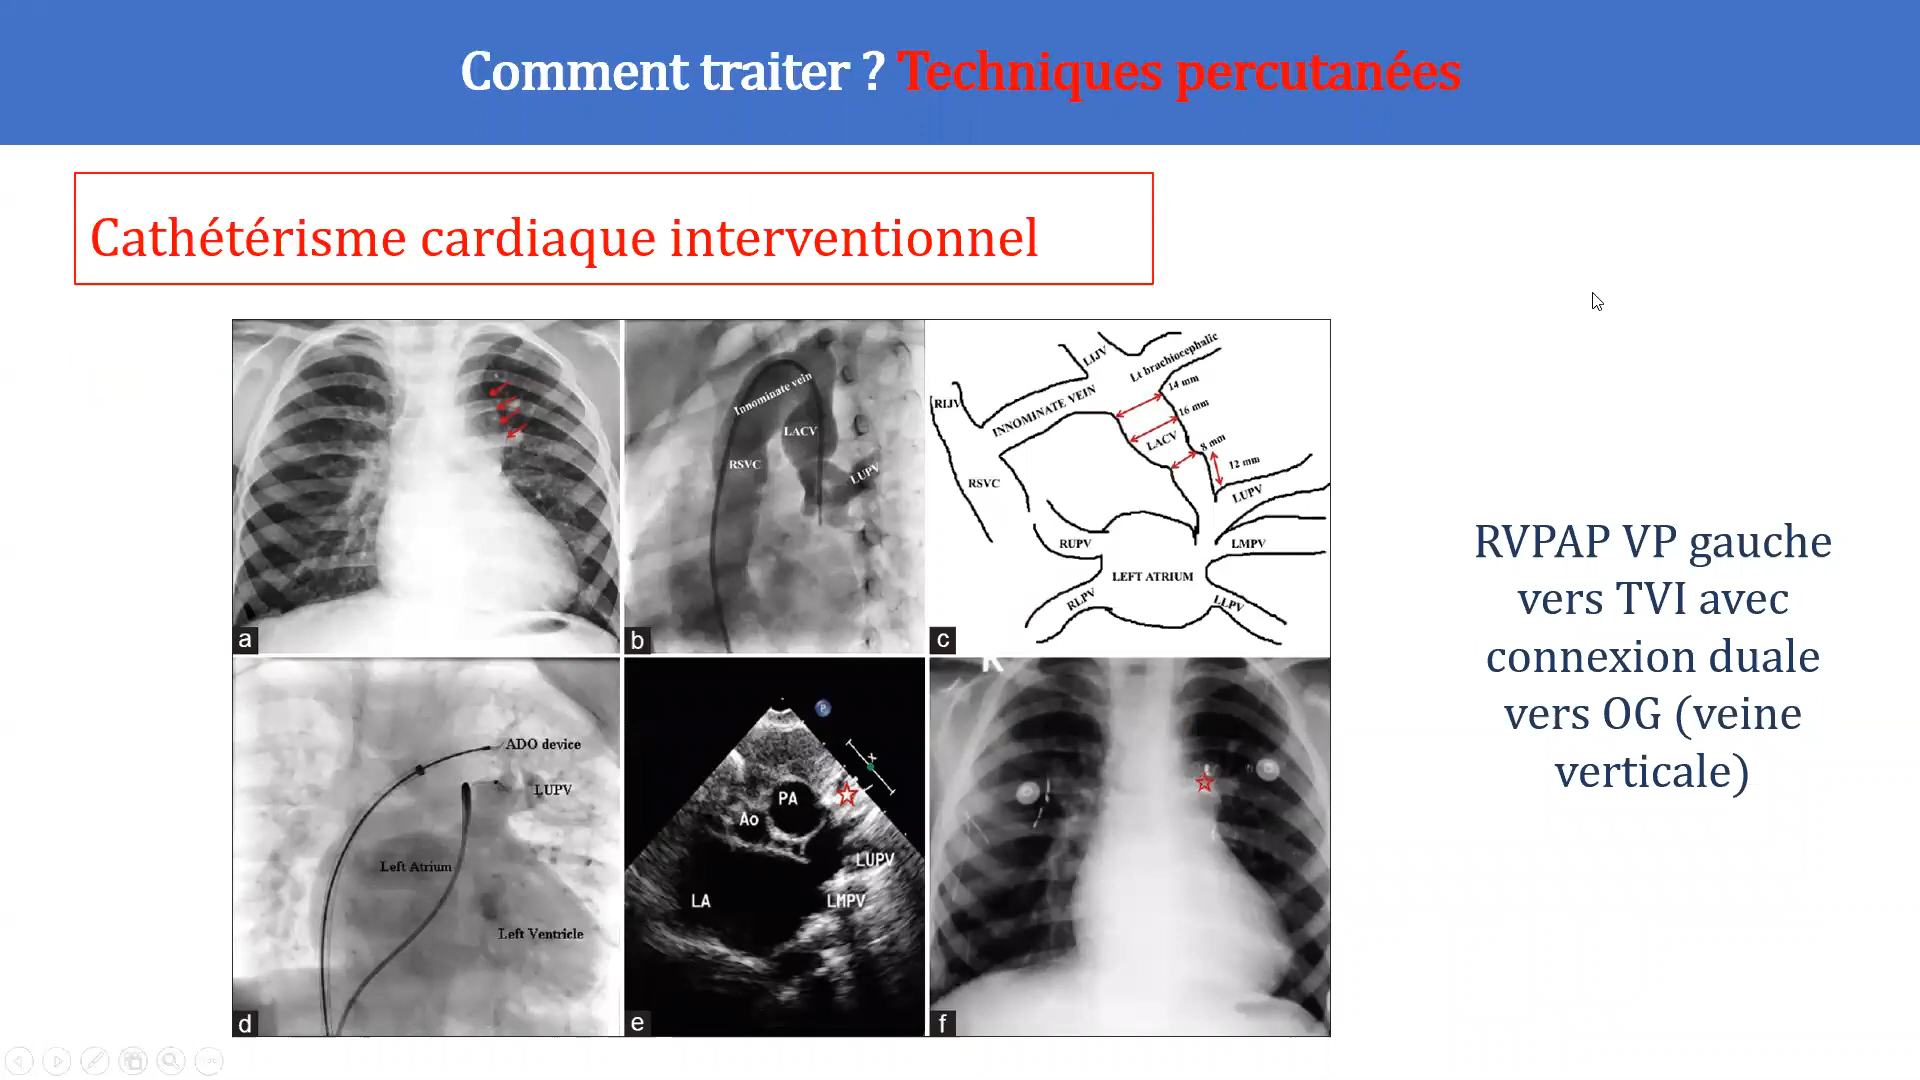 Comment traiter ? Techniques percutanées
Cathétérisme cardiaque interventionnel
a
Innominate vein
LACV
RSVC
LUPV
b
LIJV
Lt brachiocephalic
14 mm
RIJV
INNOMINATE VEIN
16 mm
LACV
8 mm
12 mm
RSVC
LUPV
RUPV
LMPV
LEFT ATRIUM
RLPV
LLPV
c
ADO device
LUPV
Left Atrium
Left Ventricle
d
P
x
PA
Ao
LUPV
LA
LMPV
e
R
f
RVPAP VP gauche
vers TVI avec
connexion duale
vers OG (veine
verticale)